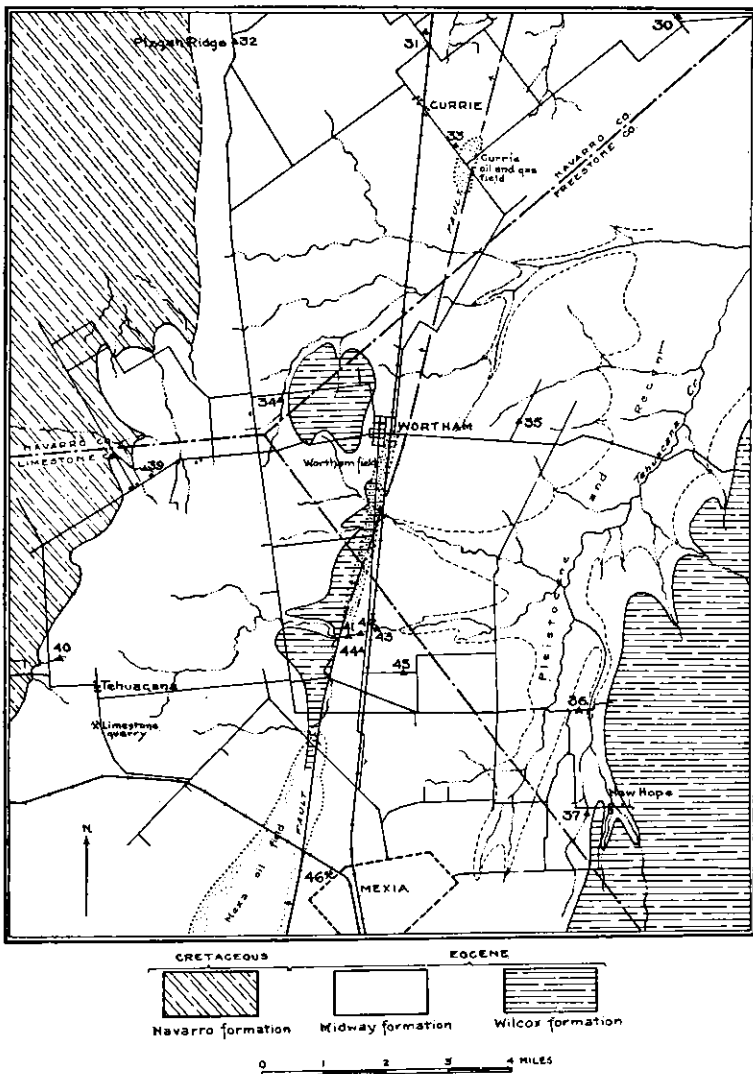 Pisgah Ridge 32
31
30
CURRIE
33
Currie
oil and gas
field
FAULT
NAVARRO CO.
FREESTONE CO.
34
WORTHAM
35
NAVARRO CO.
LIMESTONE
39
Wortham field
Pleistocene and Recent
Tehuacana Cr.
40
41
43
44
45
Tehuacana
Limestone
quarry
36
New Hope
37
N.
FAULT
Mexa oil field
46
MEXIA
CRETACEOUS
EOCENE
Navarro formation
Midway formation
Wilcox formation
0 1 2 3 4 MILES